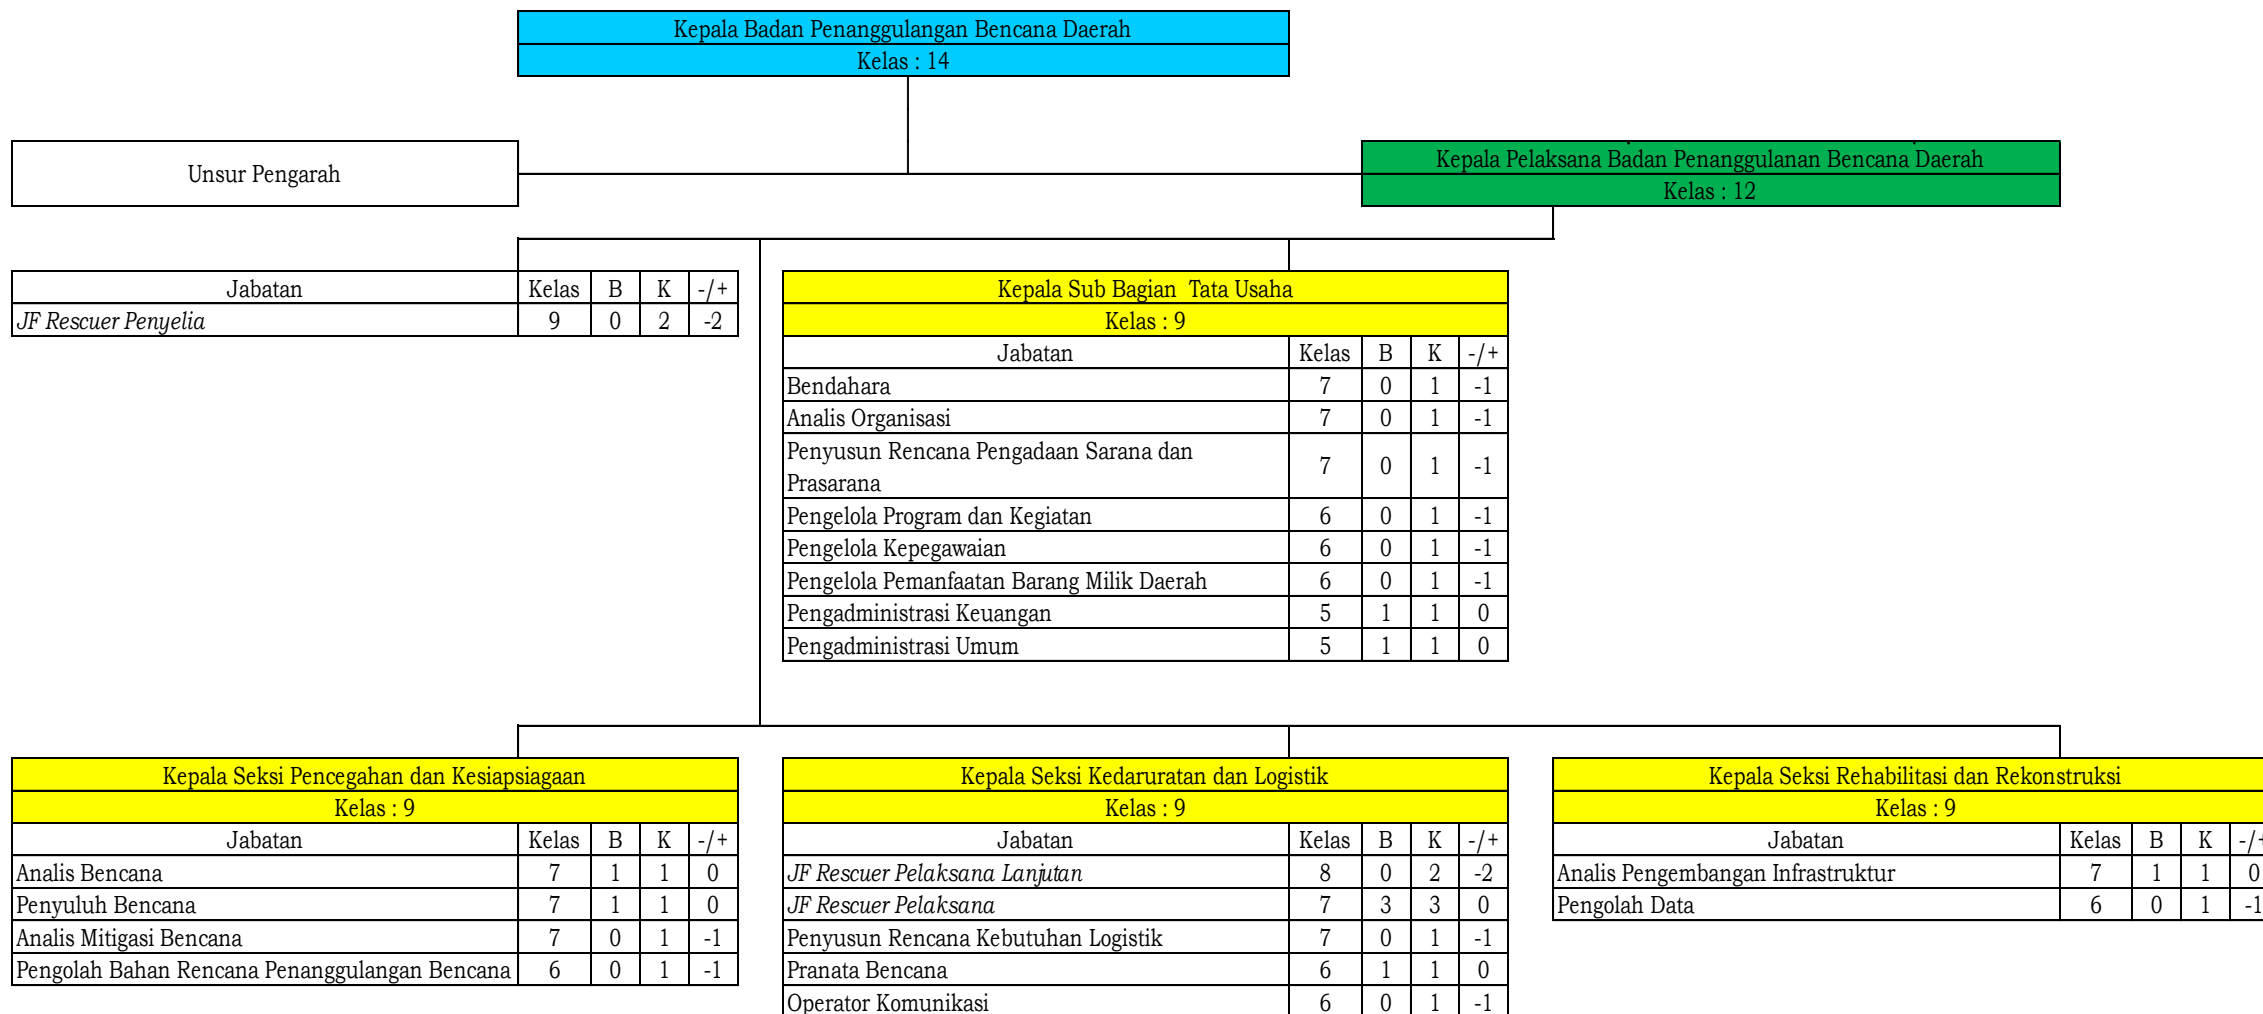 Kepala Badan Penanggulangan Bencana Daerah
Kelas : 14
Unsur Pengarah
Kepala Pelaksana Badan Penanggulanan Bencana Daerah
Kelas : 12
Jabatan Kelas B K -/+
JF Rescuer Penyelia 9 0 2 -2
Kepala Sub Bagian Tata Usaha
Kelas : 9
Jabatan Kelas B K -/+
Bendahara 7 0 1 -1
Analis Organisasi 7 0 1 -1
Penyusun Rencana Pengadaan Sarana dan
Prasarana 7 0 1 -1
Pengelola Program dan Kegiatan 6 0 1 -1
Pengelola Kepegawaian 6 0 1 -1
Pengelola Pemanfaatan Barang Milik Daerah 6 0 1 -1
Pengadministrasi Keuangan 5 1 1 0
Pengadministrasi Umum 5 1 1 0
Kepala Seksi Pencegahan dan Kesiapsiagaan
Kelas : 9
Jabatan Kelas B K -/+
Analis Bencana 7 1 1 0
Penyuluh Bencana 7 1 1 0
Analis Mitigasi Bencana 7 0 1 -1
Pengolah Bahan Rencana Penanggulangan Bencana 6 0 1 -1
Kepala Seksi Kedaruratan dan Logistik
Kelas : 9
Jabatan Kelas B K -/+
JF Rescuer Pelaksana Lanjutan 8 0 2 -2
JF Rescuer Pelaksana 7 3 3 0
Penyusun Rencana Kebutuhan Logistik 7 0 1 -1
Pranata Bencana 6 1 1 0
Operator Komunikasi 6 0 1 -1
Kepala Seksi Rehabilitasi dan Rekonstruksi
Kelas : 9
Jabatan Kelas B K -/+
Analis Pengembangan Infrastruktur 7 1 1 0
Pengolah Data 6 0 1 -1